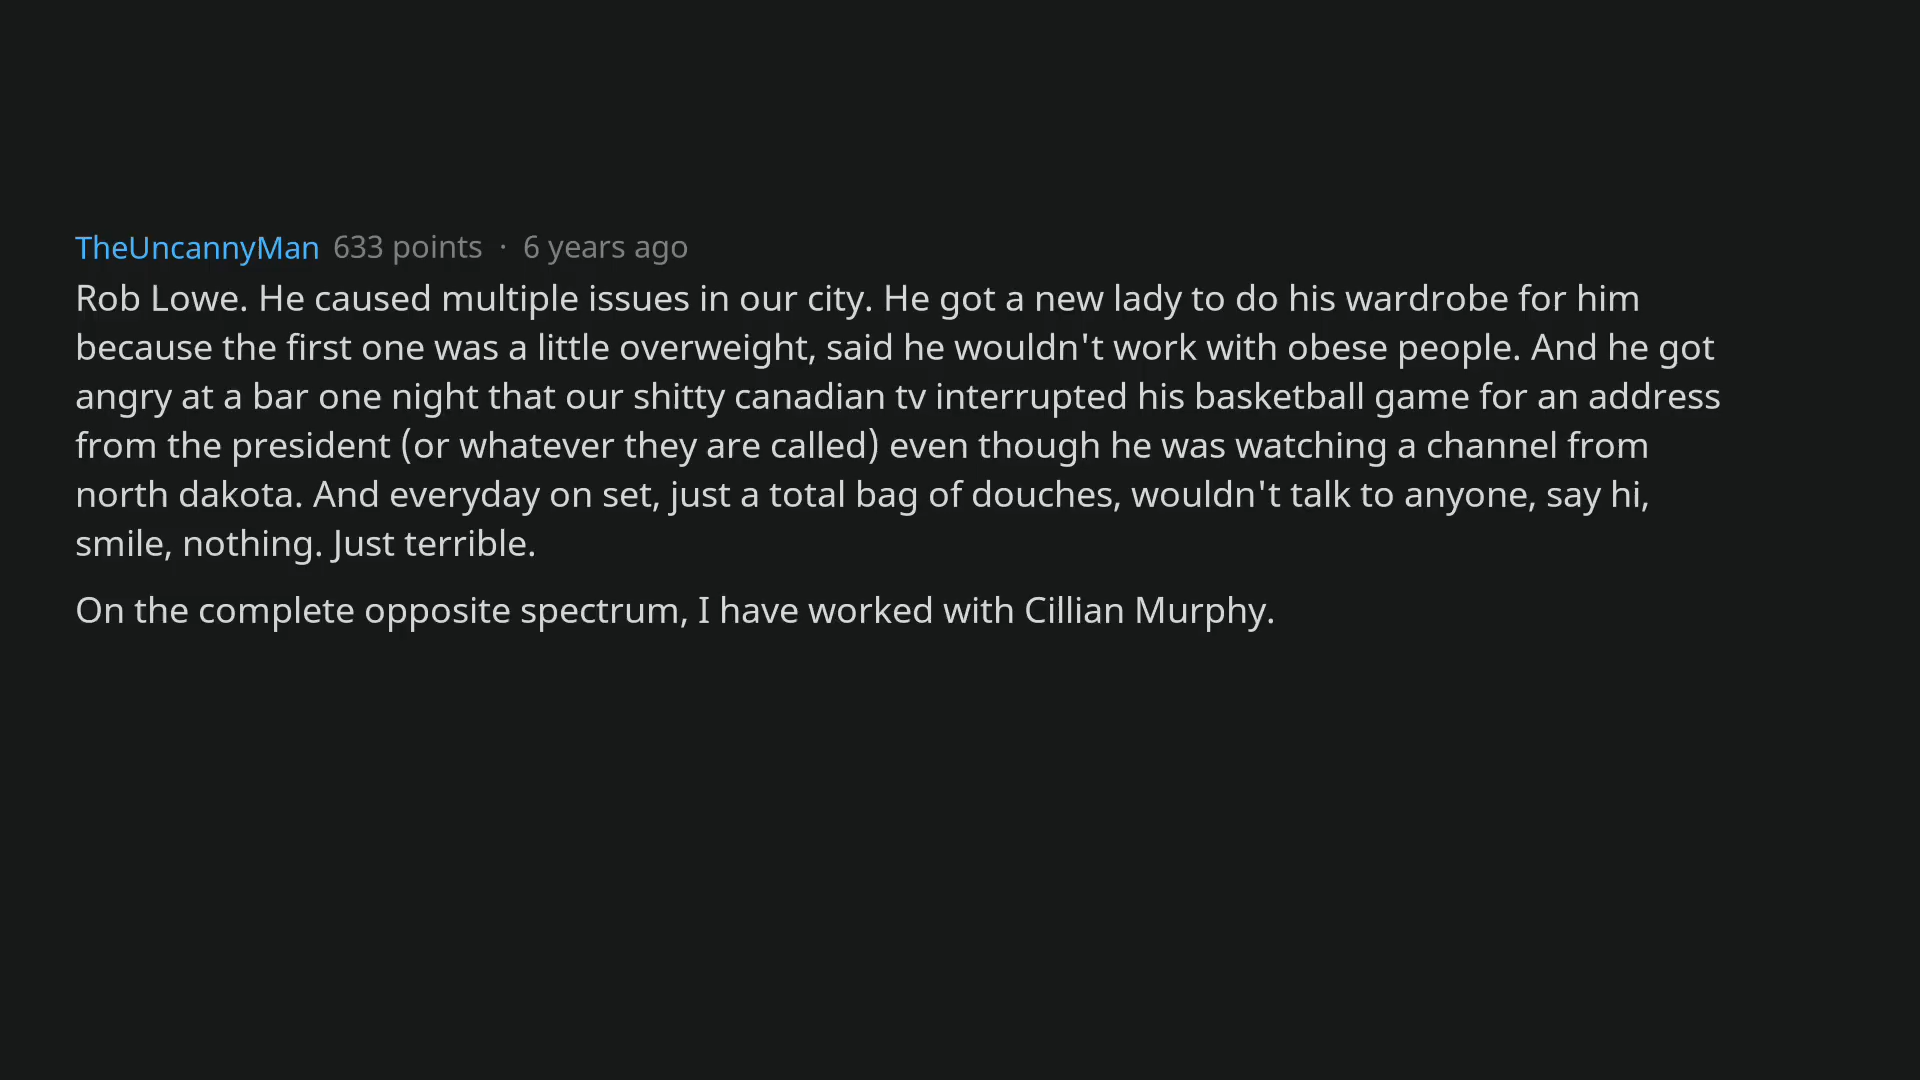 TheUncannyMan 633 points · 6 years ago
Rob Lowe. He caused multiple issues in our city. He got a new lady to do his wardrobe for him
because the first one was a little overweight, said he wouldn't work with obese people. And he got
angry at a bar one night that our shitty canadian tv interrupted his basketball game for an address
from the president (or whatever they are called) even though he was watching a channel from
north dakota. And everyday on set, just a total bag of douches, wouldn't talk to anyone, say hi,
smile, nothing. Just terrible.
On the complete opposite spectrum, I have worked with Cillian Murphy.